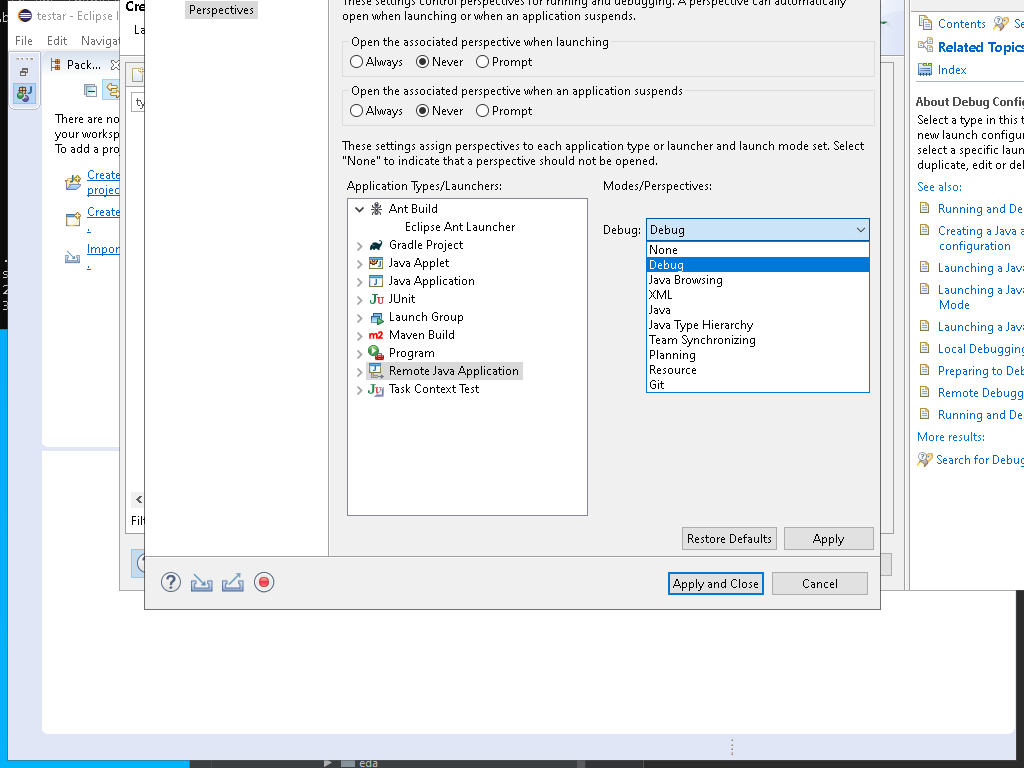 testar - Eclipse I
File Edit Navigat
Pack...
There are no
your worksp
To add a proj
Create
project
Create
.
Import
.
Cre
La
ty
Filt
Perspectives
These settings control perspectives for running and debugging. A perspective can automatically
open when launching or when an application suspends.
Open the associated perspective when launching
Always Never Prompt
Open the associated perspective when an application suspends
Always Never Prompt
These settings assign perspectives to each application type or launcher and launch mode set. Select
"None" to indicate that a perspective should not be opened.
Application Types/Launchers:
Ant Build
Eclipse Ant Launcher
Gradle Project
Java Applet
Java Application
JUnit
Launch Group
Maven Build
Program
Remote Java Application
Task Context Test
Modes/Perspectives:
Debug: Debug
None
Debug
Java Browsing
XML
Java
Java Type Hierarchy
Team Synchronizing
Planning
Resource
Git
Restore Defaults Apply
Apply and Close Cancel
Contents Se
Related Topics
Index
About Debug Config
Select a type in this t
new launch configur
select a specific laun
duplicate, edit or del
See also:
Running and De
Creating a Java a
configuration
Launching a Java
Launching a Java
Mode
Launching a Java
Local Debugging
Preparing to Deb
Remote Debugg
Running and De
More results:
Search for Debug
eda